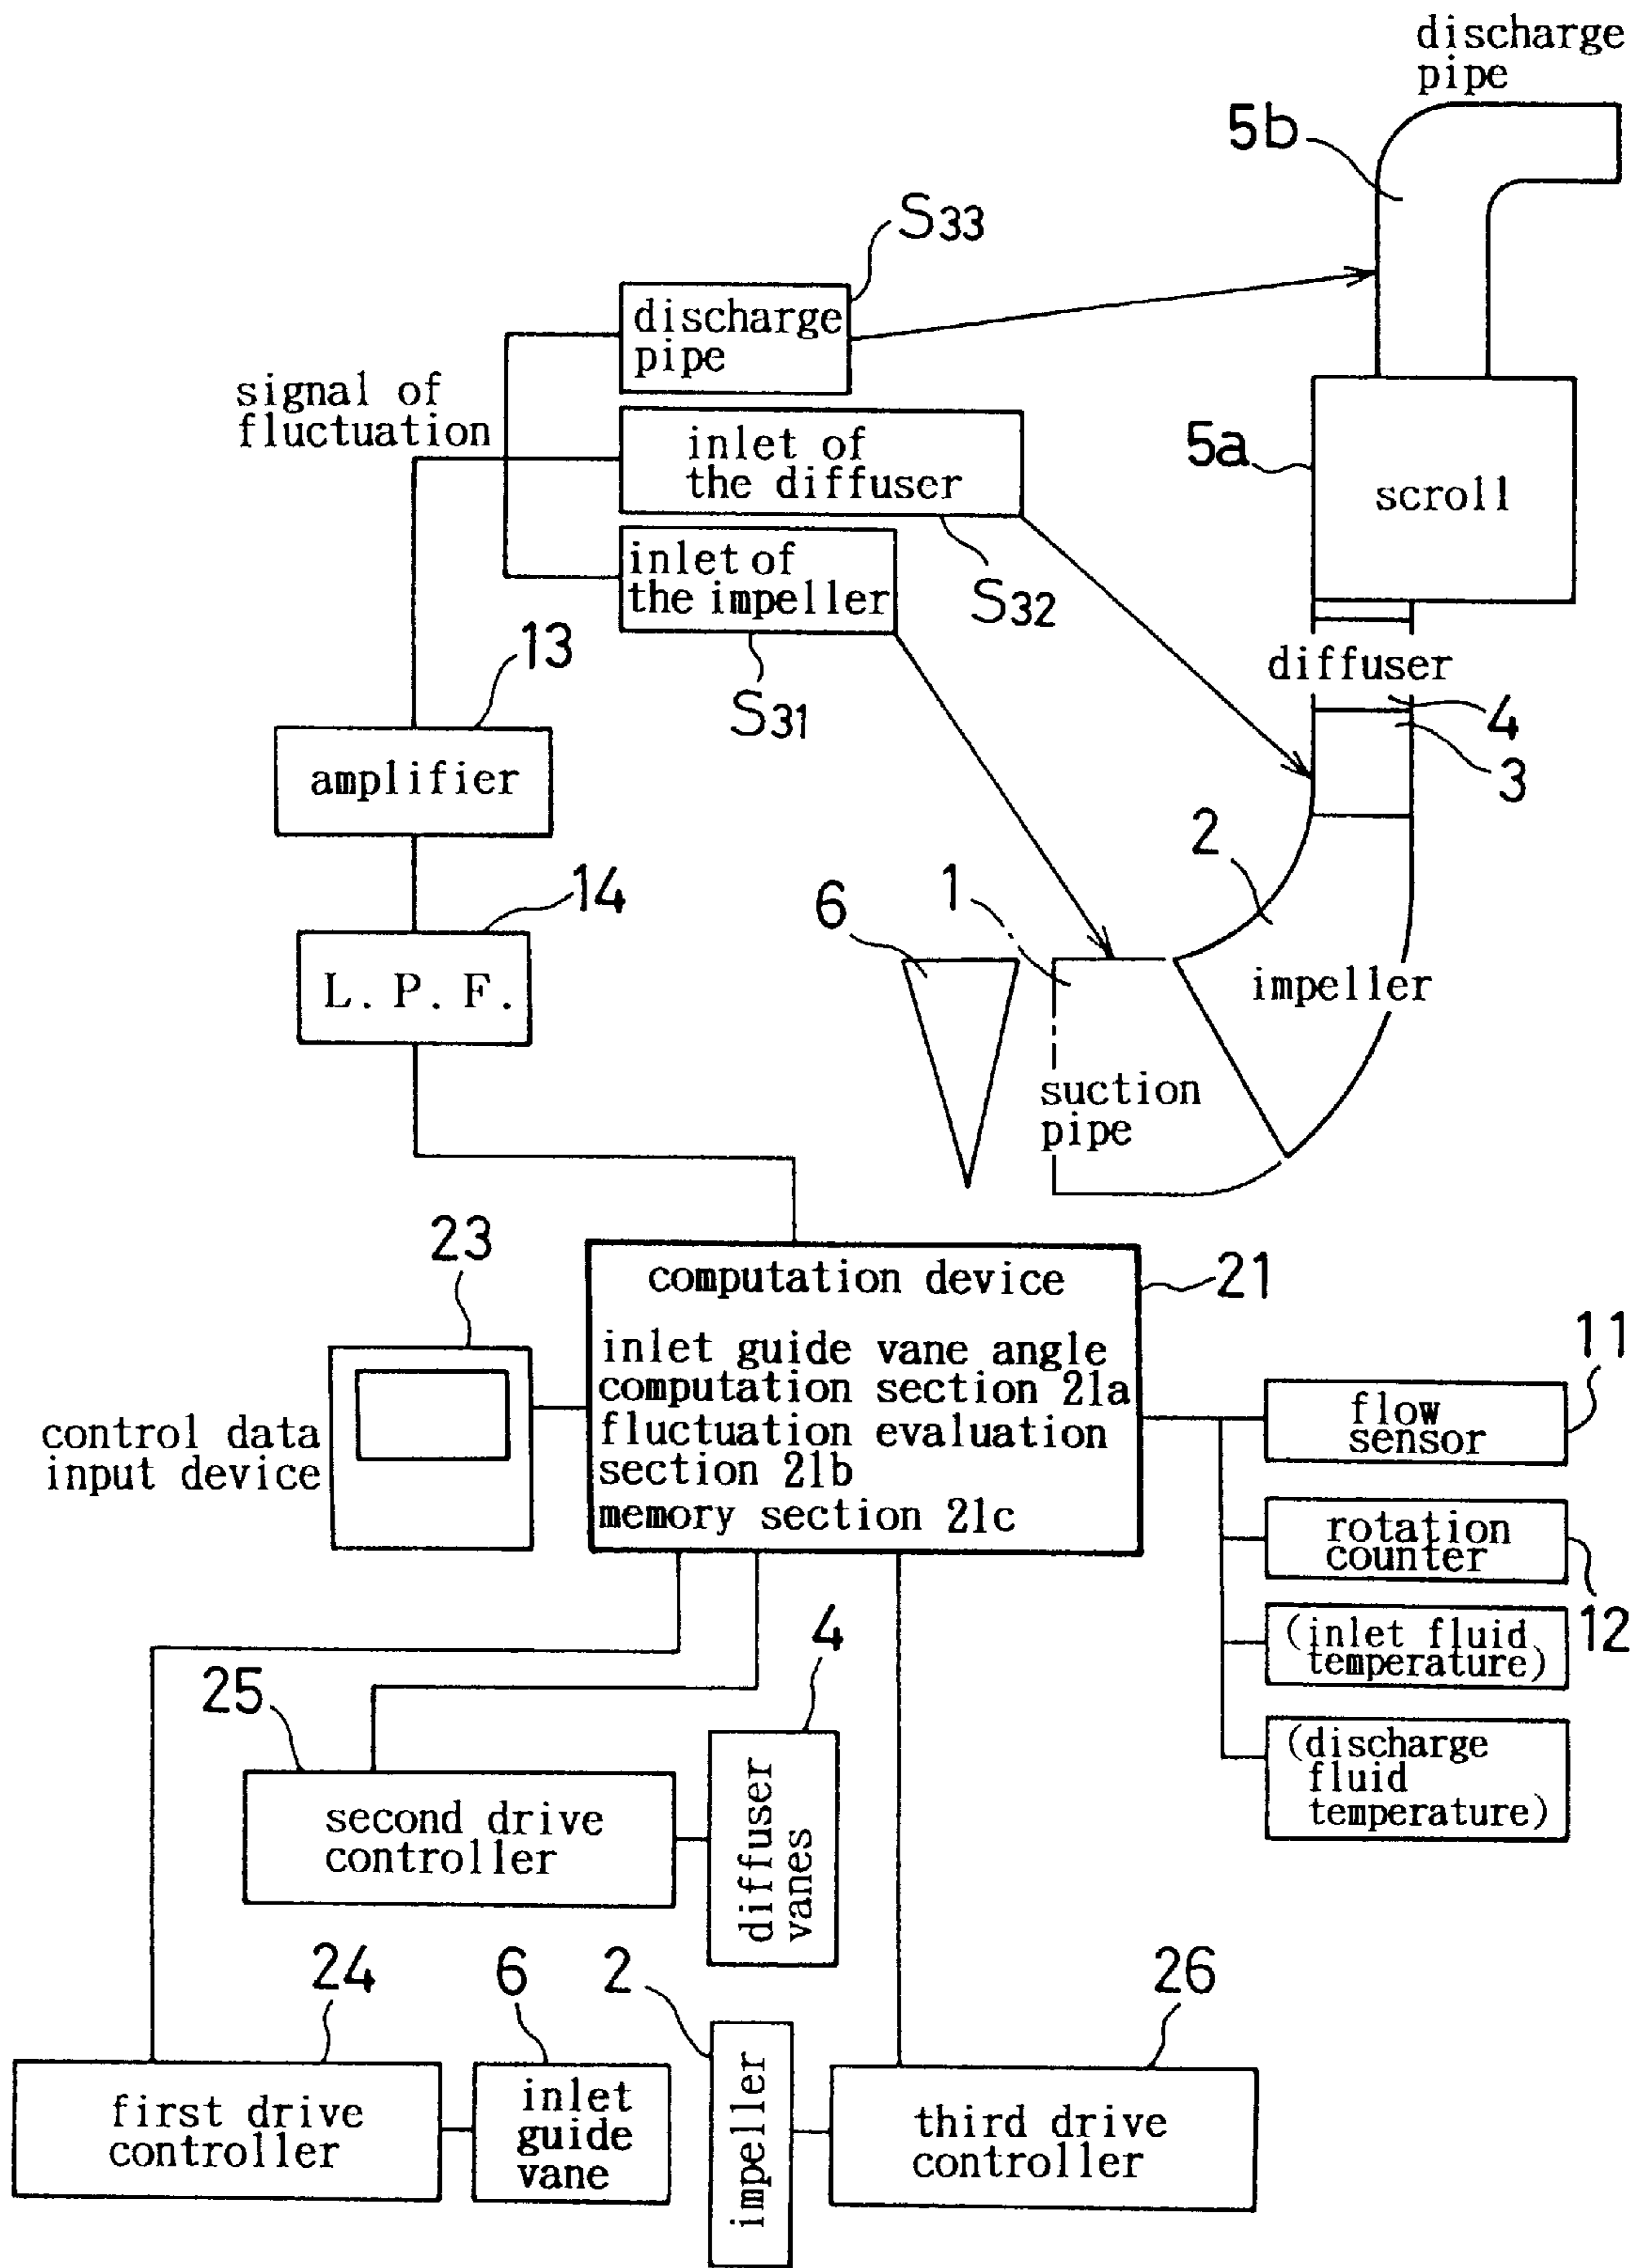 discharge
pipe
5b
S33
discharge
pipe
signal of
fluctuation
inlet of
the diffuser
5a
scroll
inlet of
the impeller
S32
S31
diffuser
4
3
13
amplifier
2
1
6
14
L. P. F.
impeller
suction
pipe
23
computation device
21
inlet guide vane angle
computation section 21a
fluctuation evaluation
section 21b
memory section 21c
control data
input device
11
flow
sensor
rotation
counter
12
(inlet fluid
temperature)
(discharge
fluid
temperature)
4
25
second drive
controller
diffuser
vanes
24
6
2
26
first drive
controller
inlet
guide
vane
impeller
third drive
controller